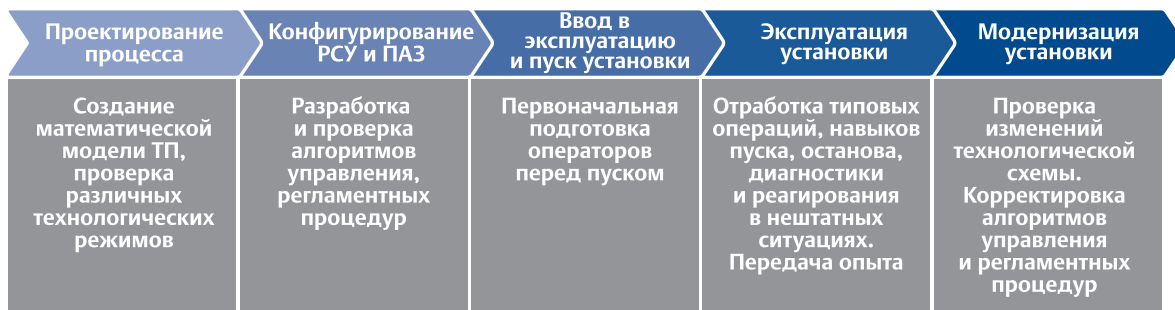 Проектирование
процесса
Конфигурирование
РСУ и ПАЗ
Ввод в
эксплуатацию
и пуск установки
Эксплуатация
установки
Модернизация
установки
Создание
математической
модели ТП,
проверка
различных
технологических
режимов
Разработка
и проверка
алгоритмов
управления,
регламентных
процедур
Первоначальная
подготовка
операторов
перед пуском
Отработка типовых
операций, навыков
пуска, останова,
диагностики
и реагирования
в нештатных
ситуациях.
Передача опыта
Проверка
изменений
технологической
схемы.
Корректировка
алгоритмов
управления
и регламентных
процедур